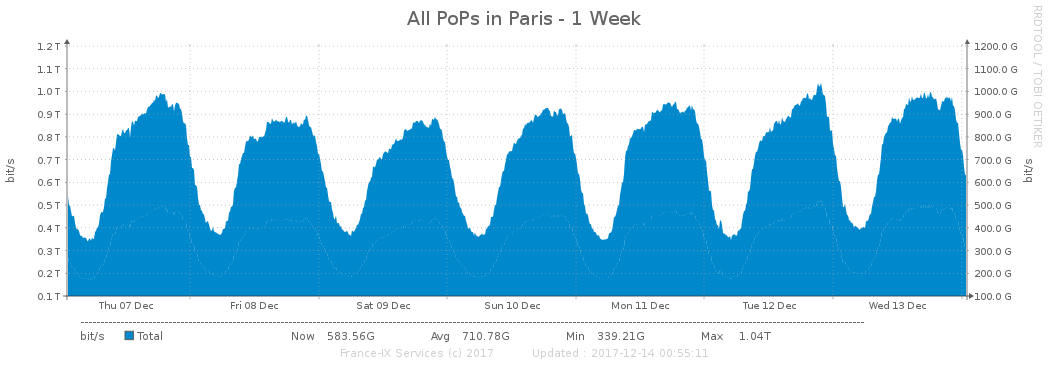 All PoPs in Paris - 1 Week
RRDTOOL / TOBI OETIKER
bit/s
1.2 T
1.1 T
1.0 T
0.9 T
0.8 T
0.7 T
0.6 T
0.5 T
0.4 T
0.3 T
0.2 T
0.1 T
1200.0 G
1100.0 G
1000.0 G
900.0 G
800.0 G
700.0 G
600.0 G
500.0 G
400.0 G
300.0 G
200.0 G
100.0 G
bit/s
Thu 07 Dec Fri 08 Dec Sat 09 Dec Sun 10 Dec Mon 11 Dec Tue 12 Dec Wed 13 Dec
bit/s Total Now 583.56G Avg 710.78G Min 339.21G Max 1.04T
France-IX Services (c) 2017 Updated : 2017-12-14 00:55:11